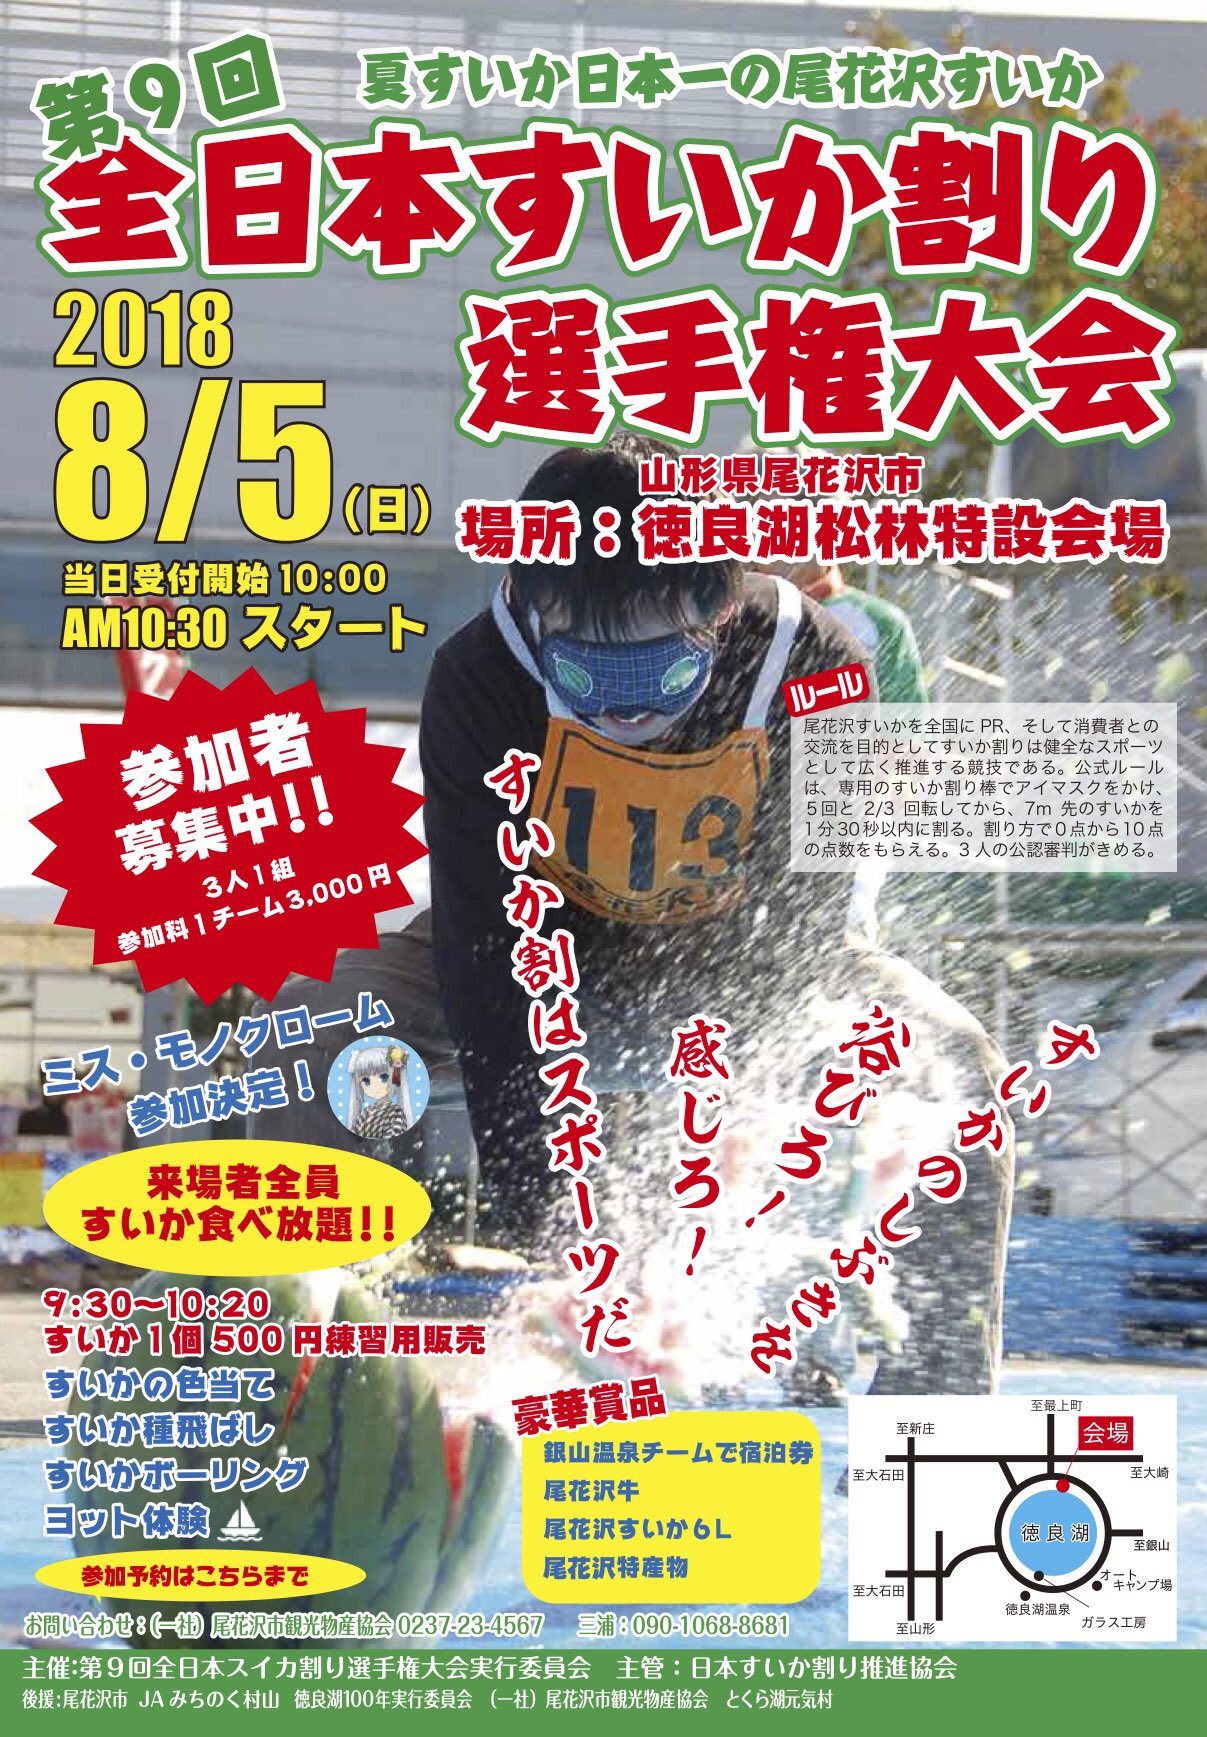 第9回
夏すいか日本一の尾花沢すいか
全日本すいか割り
選手権大会
2018
8/5(日)
当日受付開始 10:00
AM10:30 スタート
山形県尾花沢市
場所:徳良湖松林特設会場
ルール
尾花沢すいかを全国に PR、そして消費者との
交流を目的としてすいか割りは健全なスポーツ
として広く推進する競技である。公式ルール
は、専用のすいか割り棒でアイマスクをかけ、
5回と 2/3 回転してから、7m 先のすいかを
1分30秒以内に割る。割り方で0点から10点
の点数をもらえる。3人の公認審判がきめる。
113
参加者
募集中!!
3人1組
参加料1チーム3,000円
ミス・モノクローム
参加決定!
すいか割はスポーツだ
すいかのしぶきを
浴びろ!
感じろ!
来場者全員
すいか食べ放題!!
9:30~10:20
すいか1個500円練習用販売
すいかの色当て
すいか種飛ばし
すいかボーリング
ヨット体験
豪華賞品
銀山温泉チームで宿泊券
尾花沢牛
尾花沢すいか6L
尾花沢特産物
至最上町
至新庄
会場
至大石田
至大崎
徳良湖
至銀山
至大石田
オート
キャンプ場
徳良湖温泉
ガラス工房
至山形
参加予約はこちらまで
お問い合わせ:(一社)尾花沢市観光物産協会 0237-23-4567 三浦:090-1068-8681
主催:第9回全日本スイカ割り選手権大会実行委員会 主管:日本すいか割り推進協会
後援:尾花沢市 JAみちのく村山 徳良湖100年実行委員会 (一社)尾花沢市観光物産協会 とくら湖元気村